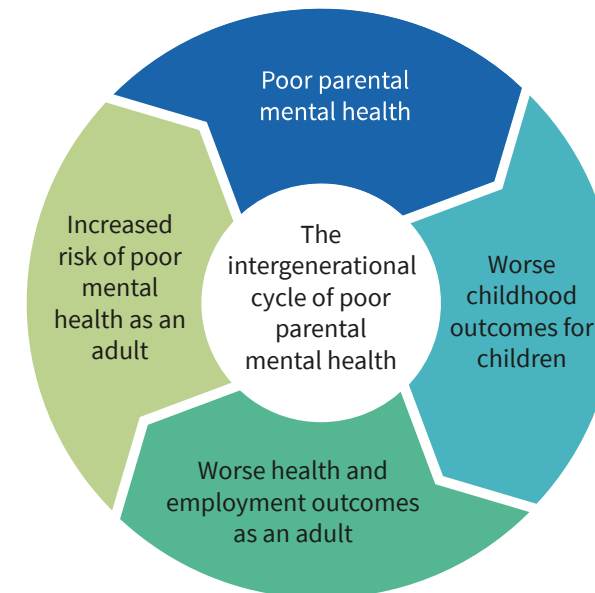 Poor parental
mental health
Increased
risk of poor
mental
health as an
adult
The
intergenerational
cycle of poor
parental
mental health
Worse
childhood
outcomes for
children
Worse health and
employment outcomes
as an adult